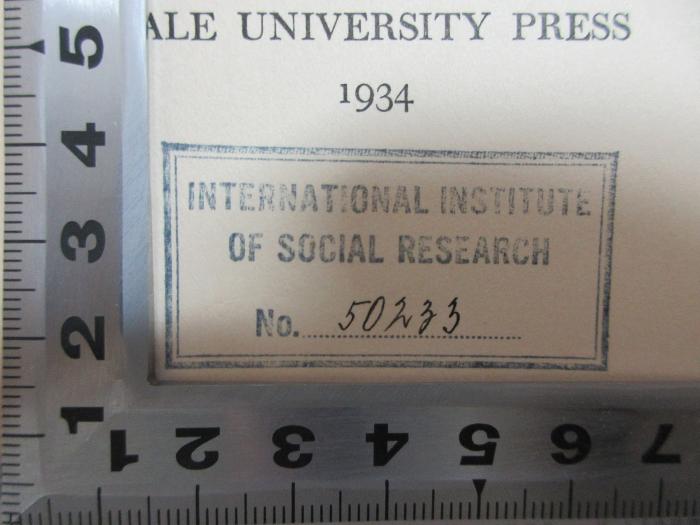 ALE UNIVERSITY PRESS
1934
INTERNATIONAL INSTITUTE
OF SOCIAL RESEARCH
No. 50233
5
4
3
2
1
1 2 3 4 5 6 7